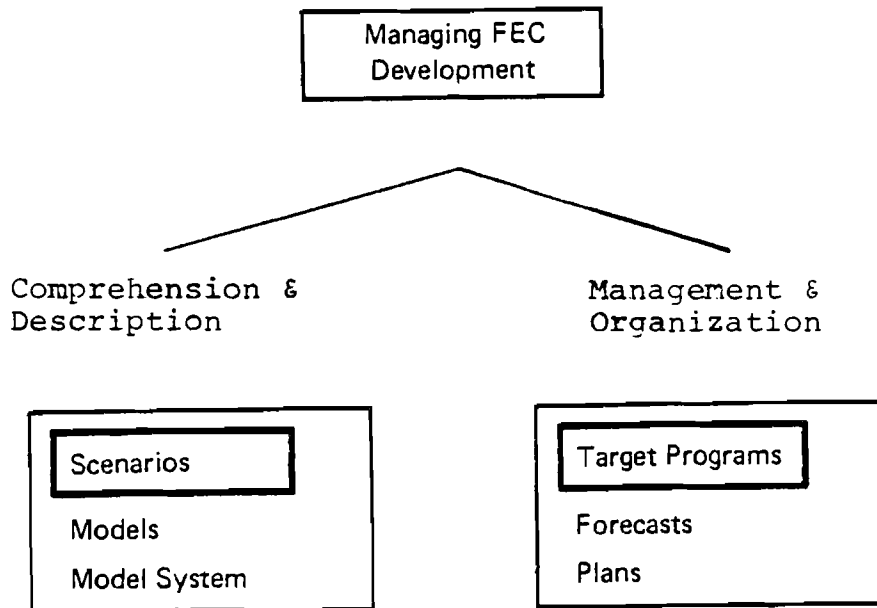 Managing FEC
Development
Comprehension &
Description
Management &
Organization
Scenarios
Models
Model System
Target Programs
Forecasts
Plans